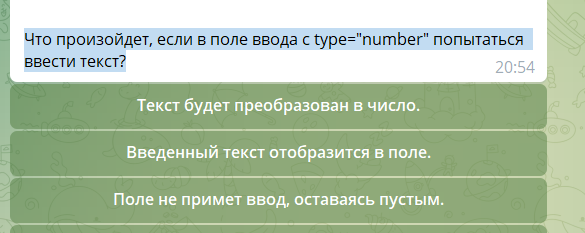 Что произойдет, если в поле ввода с type="number" попытаться
ввести текст?
20:54
Текст будет преобразован в число.
Введенный текст отобразится в поле.
Поле не примет ввод, оставаясь пустым.